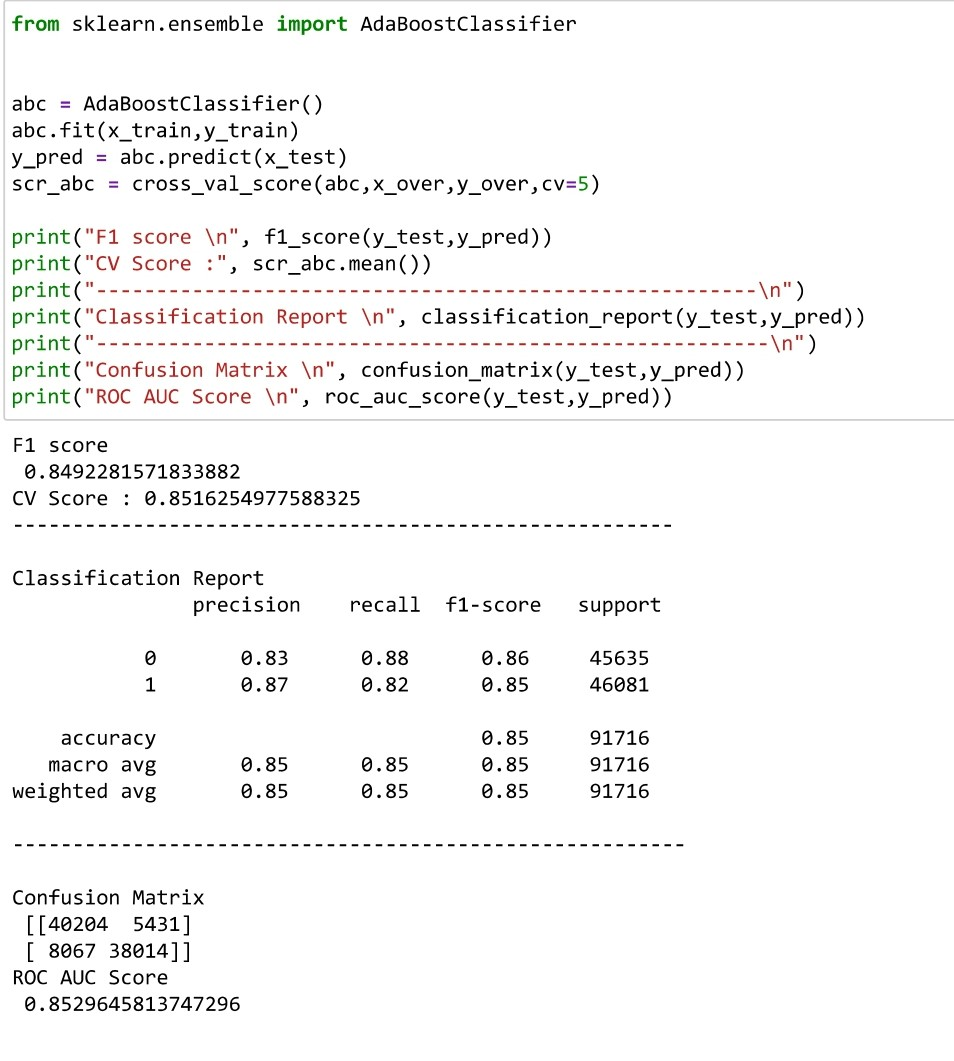 from sklearn.ensemble import AdaBoostClassifier
abc = AdaBoostClassifier()
abc.fit(x_train,y_train)
y_pred = abc.predict(x_test)
scr_abc = cross_val_score(abc,x_over,y_over,cv=5)
print("F1 score \n", f1_score(y_test,y_pred))
print("CV Score :", scr_abc.mean())
print("-------------------------------------------------------\n")
print("Classification Report \n", classification_report(y_test,y_pred))
print("--------------------------------------------------------\n")
print("Confusion Matrix \n", confusion_matrix(y_test,y_pred))
print("ROC AUC Score \n", roc_auc_score(y_test,y_pred))
F1 score
 0.8492281571833882
CV Score : 0.8516254977588325
-------------------------------------------------------
Classification Report
               precision    recall  f1-score   support
           0       0.83      0.88      0.86     45635
           1       0.87      0.82      0.85     46081
    accuracy                           0.85     91716
   macro avg       0.85      0.85      0.85     91716
weighted avg       0.85      0.85      0.85     91716
--------------------------------------------------------
Confusion Matrix
 [[40204  5431]
 [ 8067 38014]]
ROC AUC Score
 0.8529645813747296